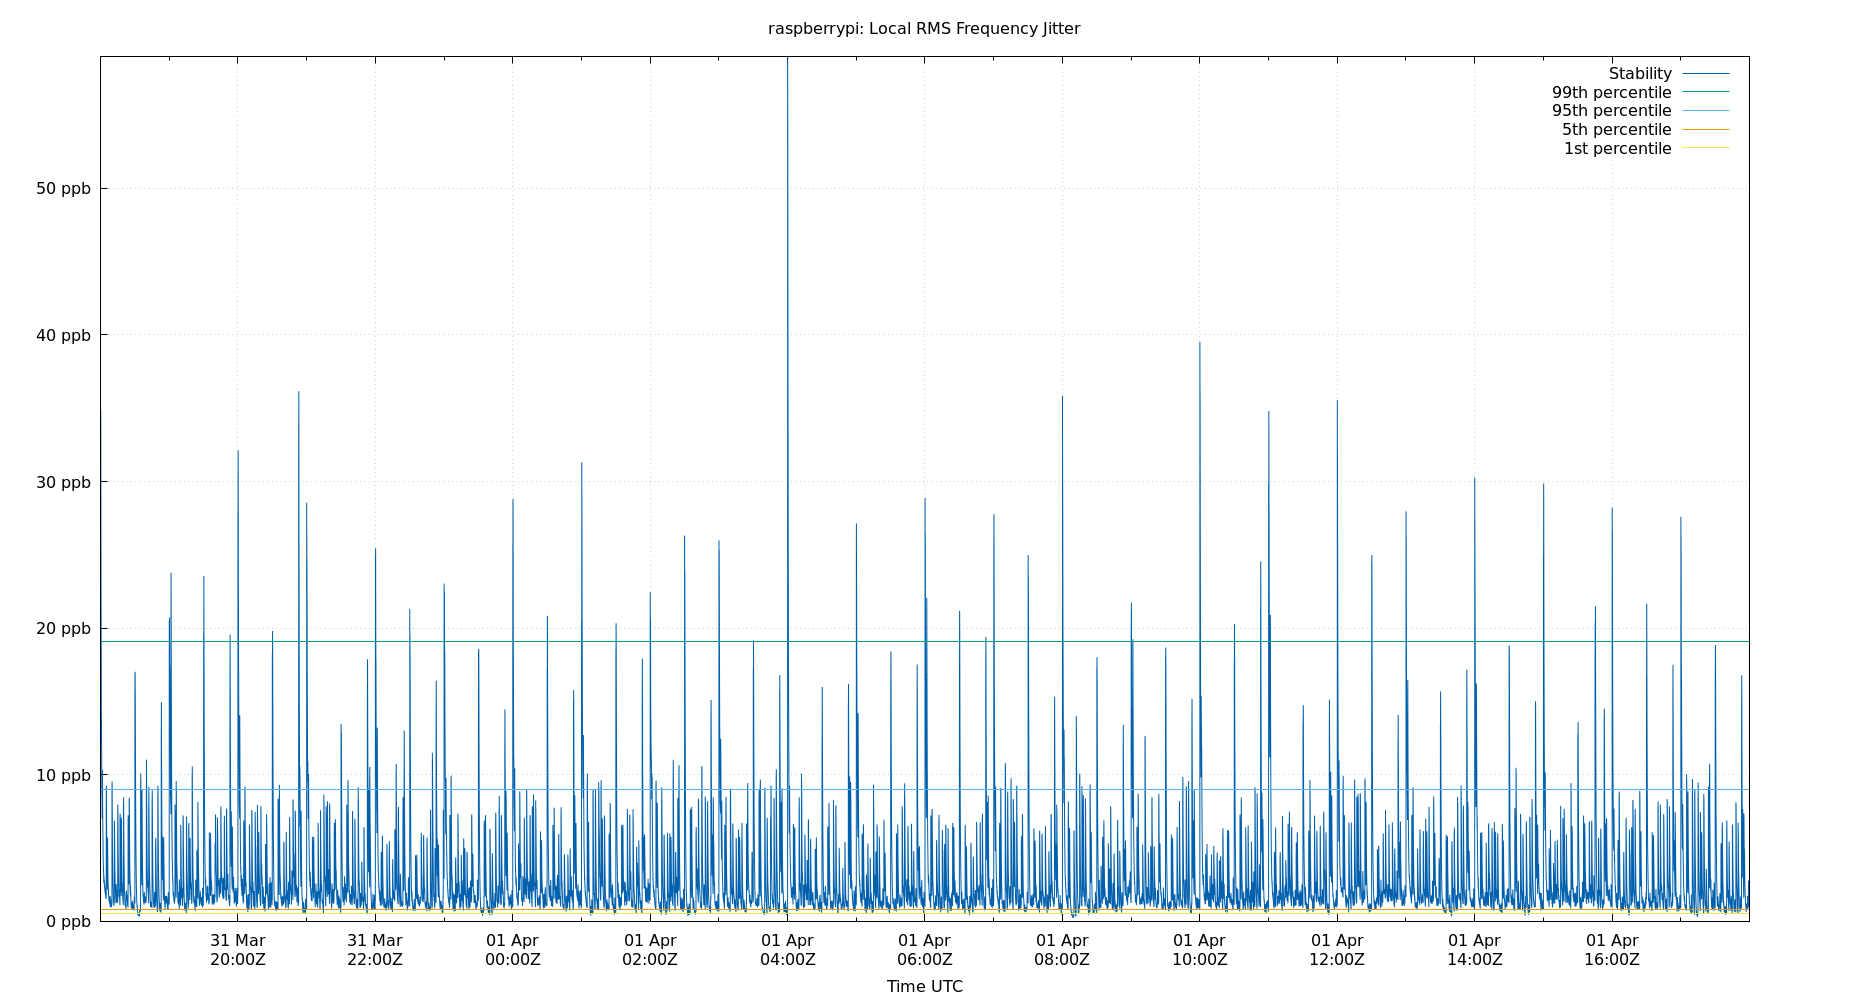 raspberrypi: Local RMS Frequency Jitter
Stability
99th percentile
95th percentile
5th percentile
1st percentile
50 ppb
40 ppb
30 ppb
20 ppb
10 ppb
0 ppb
31 Mar 31 Mar 01 Apr 01 Apr 01 Apr 01 Apr 01 Apr 01 Apr 01 Apr 01 Apr 01 Apr
20:00Z 22:00Z 00:00Z 02:00Z 04:00Z 06:00Z 08:00Z 10:00Z 12:00Z 14:00Z 16:00Z
Time UTC